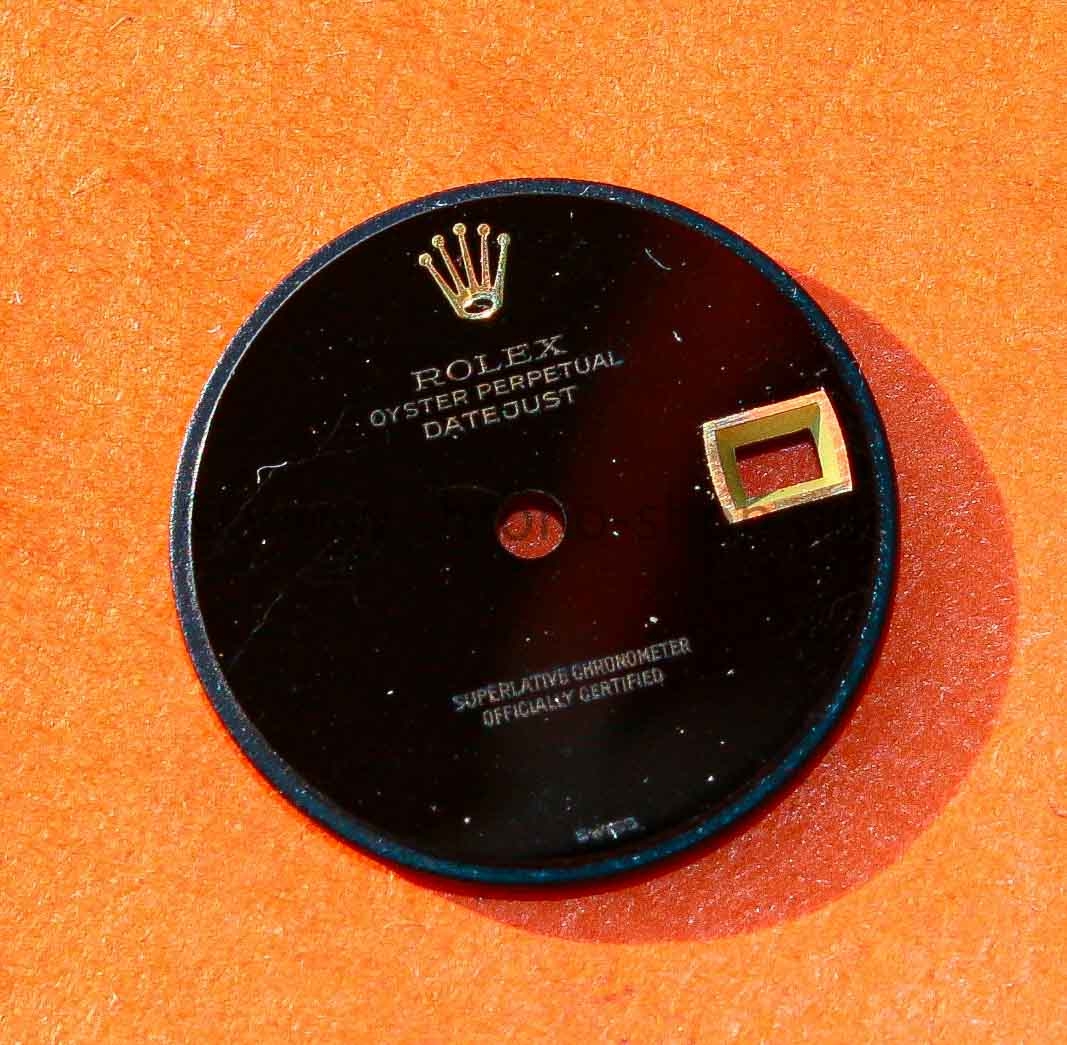 ROLEX
OYSTER PERPETUAL
DATEJUST
SUPERLATIVE CHRONOMETER
OFFICIALLY CERTIFIED
SWISS